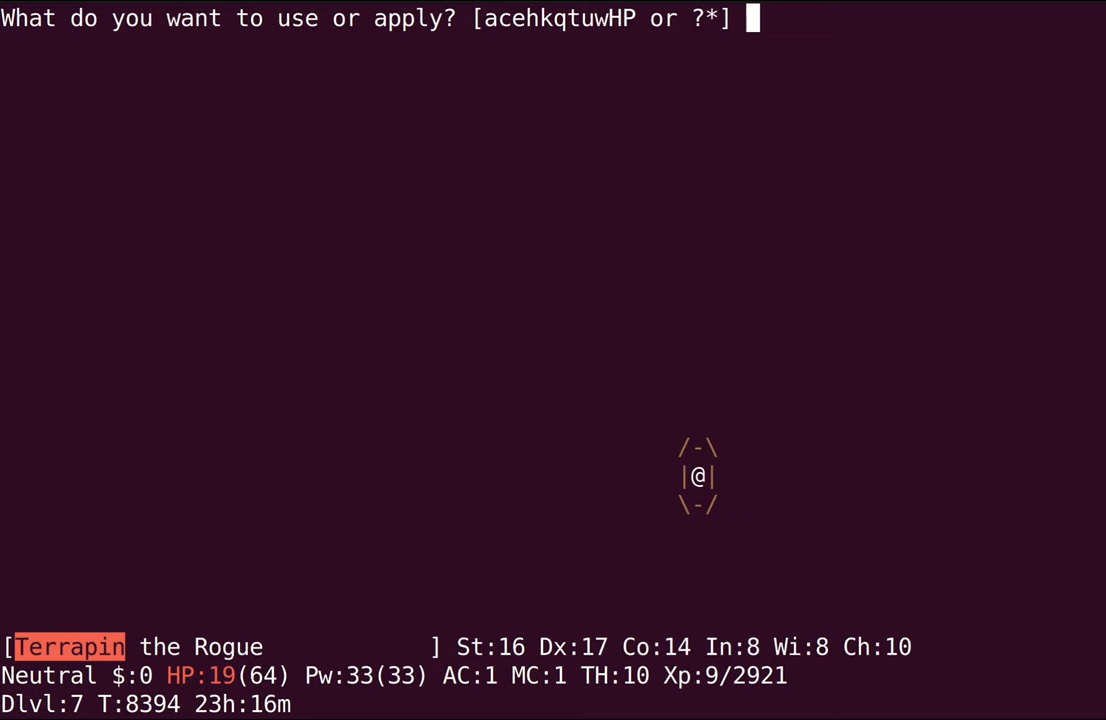 What do you want to use or apply? [acehkqtuwHP or ?*]
/-\
|@|
\-/
[Terrapin the Rogue ] St:16 Dx:17 Co:14 In:8 Wi:8 Ch:10
Neutral $:0 HP:19(64) Pw:33(33) AC:1 MC:1 TH:10 Xp:9/2921
Dlvl:7 T:8394 23h:16m